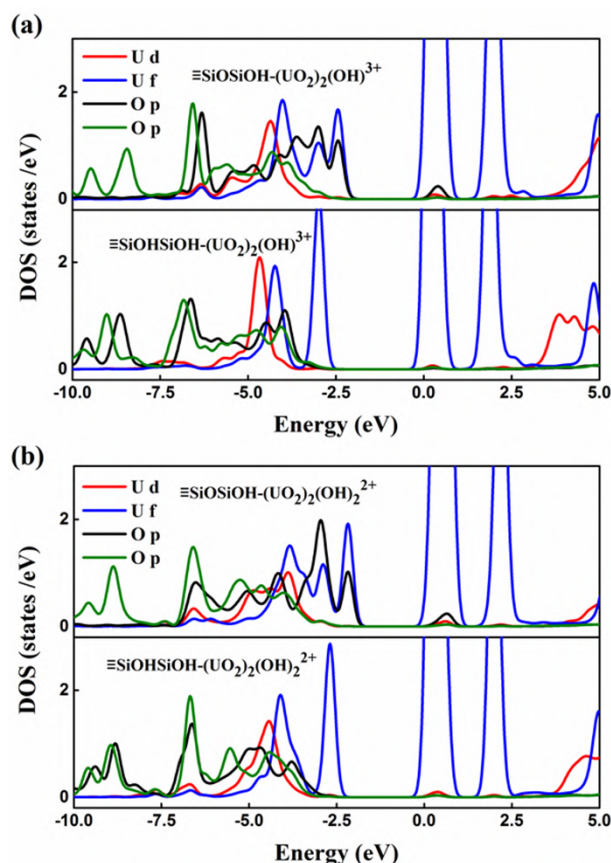 (a)
U d
U f
O p
O p
≡SiOSiOH-(UO2)2(OH)3+
2
0
≡SiOHSiOH-(UO2)2(OH)3+
2
0
DOS (states /eV)
-10.0 -7.5 -5.0 -2.5 0.0 2.5 5.0
Energy (eV)
(b)
U d
U f
O p
O p
≡SiOSiOH-(UO2)2(OH)22+
2
0
≡SiOHSiOH-(UO2)2(OH)22+
2
0
DOS (states /eV)
-10.0 -7.5 -5.0 -2.5 0.0 2.5 5.0
Energy (eV)